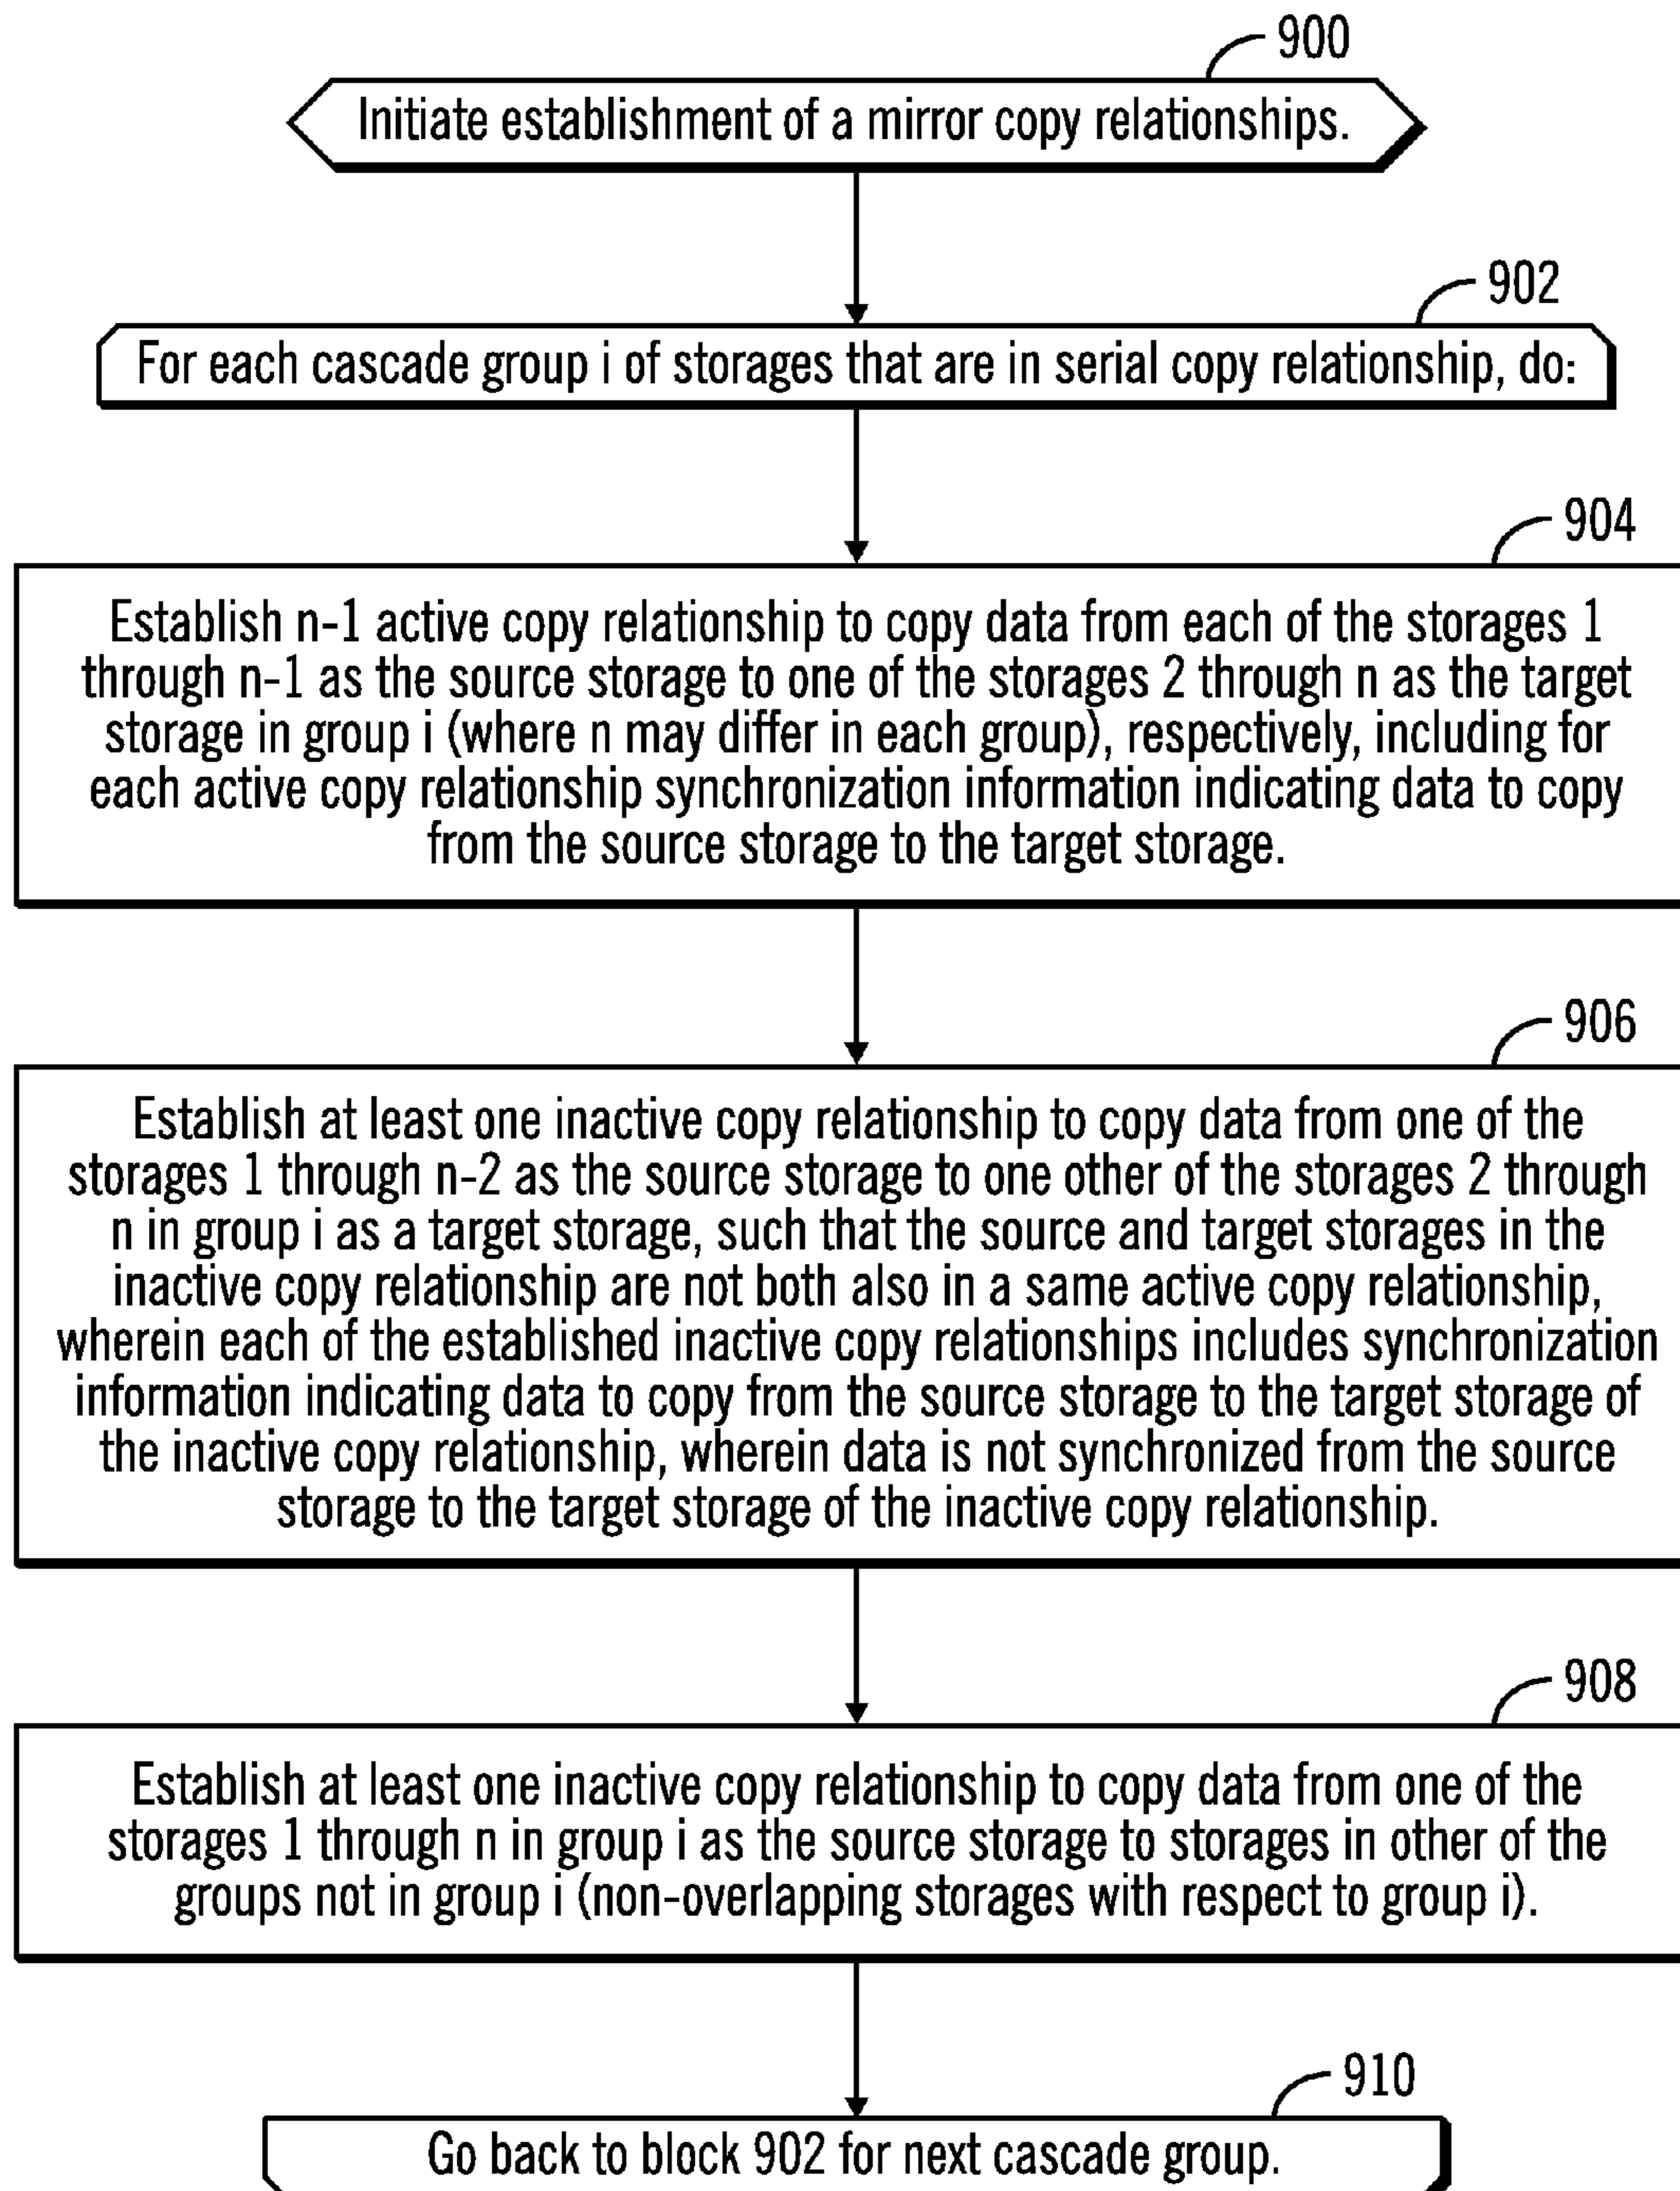 900
Initiate establishment of a mirror copy relationships.
902
For each cascade group i of storages that are in serial copy relationship, do:
904
Establish n-1 active copy relationship to copy data from each of the storages 1
through n-1 as the source storage to one of the storages 2 through n as the target
storage in group i (where n may differ in each group), respectively, including for
each active copy relationship synchronization information indicating data to copy
from the source storage to the target storage.
906
Establish at least one inactive copy relationship to copy data from one of the
storages 1 through n-2 as the source storage to one other of the storages 2 through
n in group i as a target storage, such that the source and target storages in the
inactive copy relationship are not both also in a same active copy relationship,
wherein each of the established inactive copy relationships includes synchronization
information indicating data to copy from the source storage to the target storage of
the inactive copy relationship, wherein data is not synchronized from the source
storage to the target storage of the inactive copy relationship.
908
Establish at least one inactive copy relationship to copy data from one of the
storages 1 through n in group i as the source storage to storages in other of the
groups not in group i (non-overlapping storages with respect to group i).
910
Go back to block 902 for next cascade group.